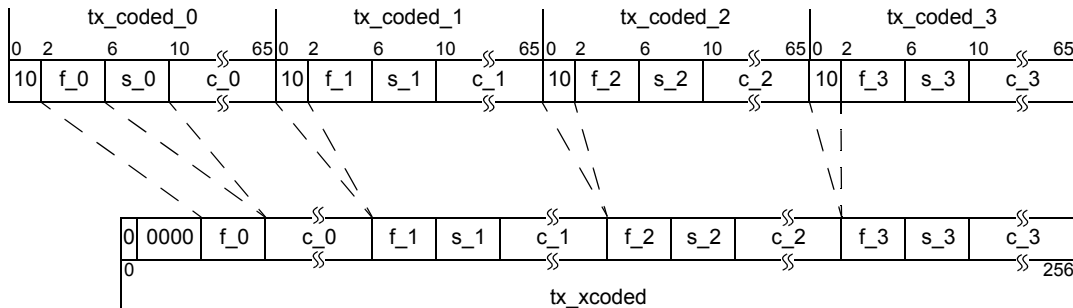 tx_coded_0 tx_coded_1 tx_coded_2 tx_coded_3
0 2 6 10 65 0 2 6 10 65 0 2 6 10 65 0 2 6 10 65
10 f_0 s_0 c_0 10 f_1 s_1 c_1 10 f_2 s_2 c_2 10 f_3 s_3 c_3
0 0000 f_0 c_0 f_1 s_1 c_1 f_2 s_2 c_2 f_3 s_3 c_3
0 256
tx_xcoded